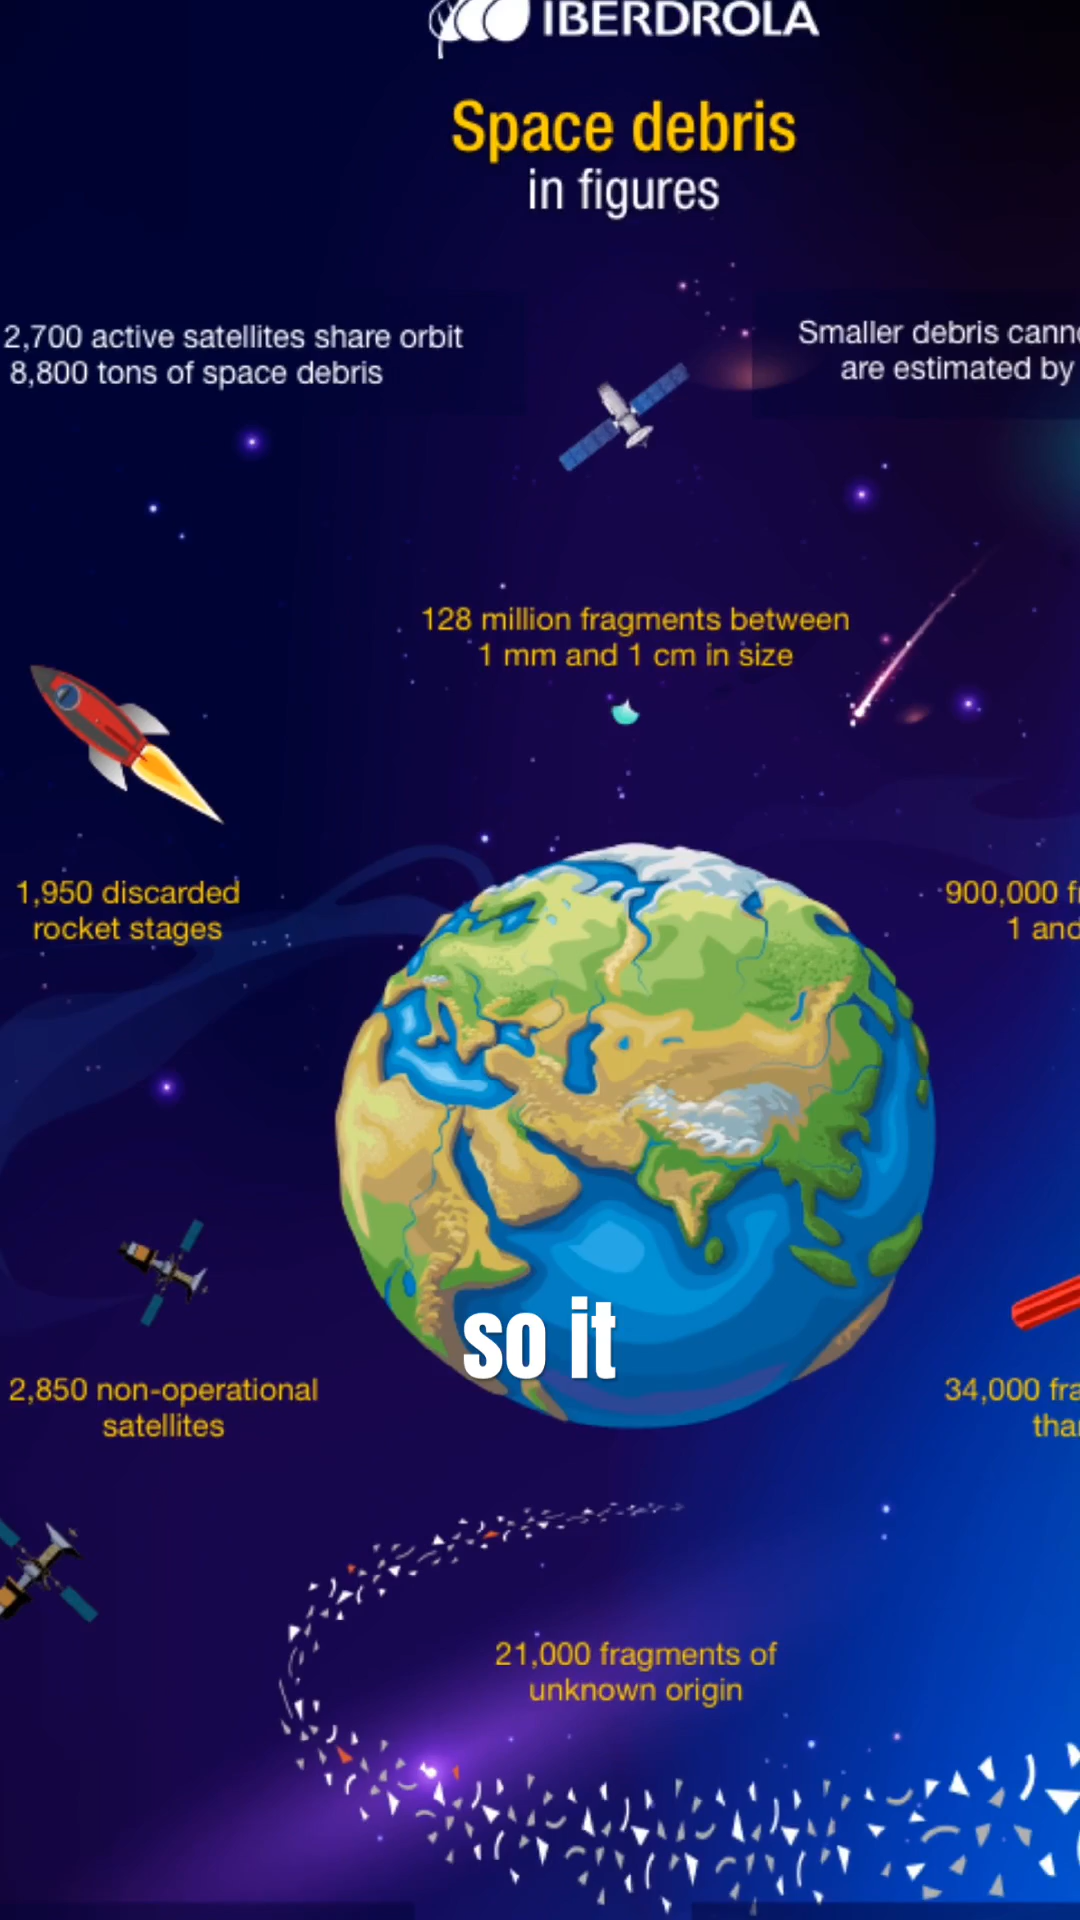 IBERDROLA
Space debris
in figures
2,700 active satellites share orbit
8,800 tons of space debris
Smaller debris
are estimated by
128 million fragments between
1 mm and 1 cm in size
1,950 discarded
rocket stages
900,000
1 and
so it
2,850 non-operational
satellites
34,000
21,000 fragments of
unknown origin